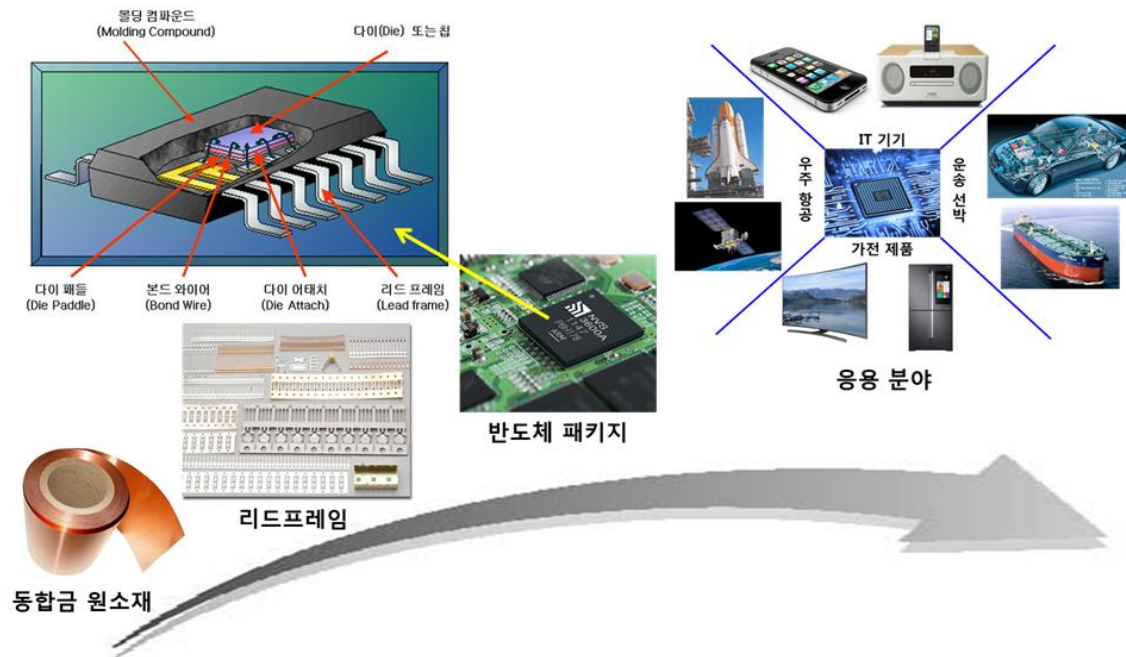 몰딩 컴파운드
(Molding Compound)
다이(Die) 또는 칩
다이 패들
(Die Paddle)
본드 와이어
(Bond Wire)
다이 어태치
(Die Attach)
리드 프레임
(Lead frame)
IT 기기
우주 항공
운송 선박
가전 제품
응용 분야
NVS
3600A
1147
ARM
반도체 패키지
리드프레임
동합금 원소재